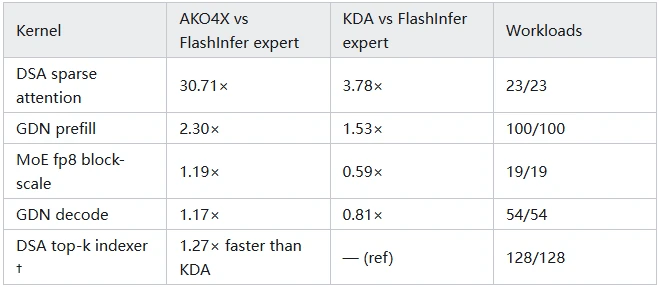 Kernel
AKO4X vs
FlashInfer expert
KDA vs FlashInfer
expert
Workloads
DSA sparse
attention
30.71×
3.78×
23/23
GDN prefill
2.30×
1.53×
100/100
MoE fp8 block-
scale
1.19×
0.59×
19/19
GDN decode
1.17×
0.81×
54/54
DSA top-k indexer
†
1.27× faster than
KDA
— (ref)
128/128